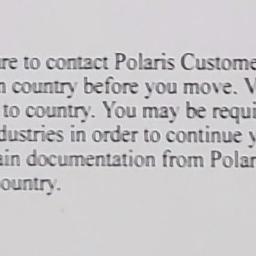 re to contact Polaris Custome
n country before you move. V
to country. You may be requi
dustries in order to continue y
ain documentation from Polar
ountry.